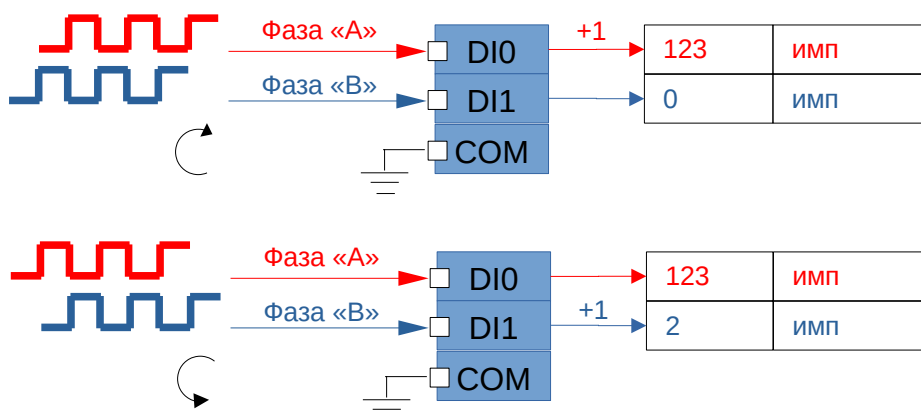 Фаза «А» DI0 +1 123 имп
Фаза «В» DI1 0 имп
COM
Фаза «А» DI0 123 имп
Фаза «В» DI1 +1 2 имп
COM